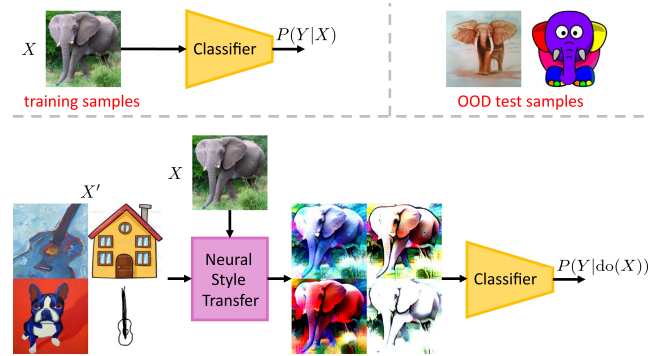 X
Classifier
P(Y|X)
training samples
OOD test samples
X
X′
Neural
Style
Transfer
Classifier
P(Y|do(X))